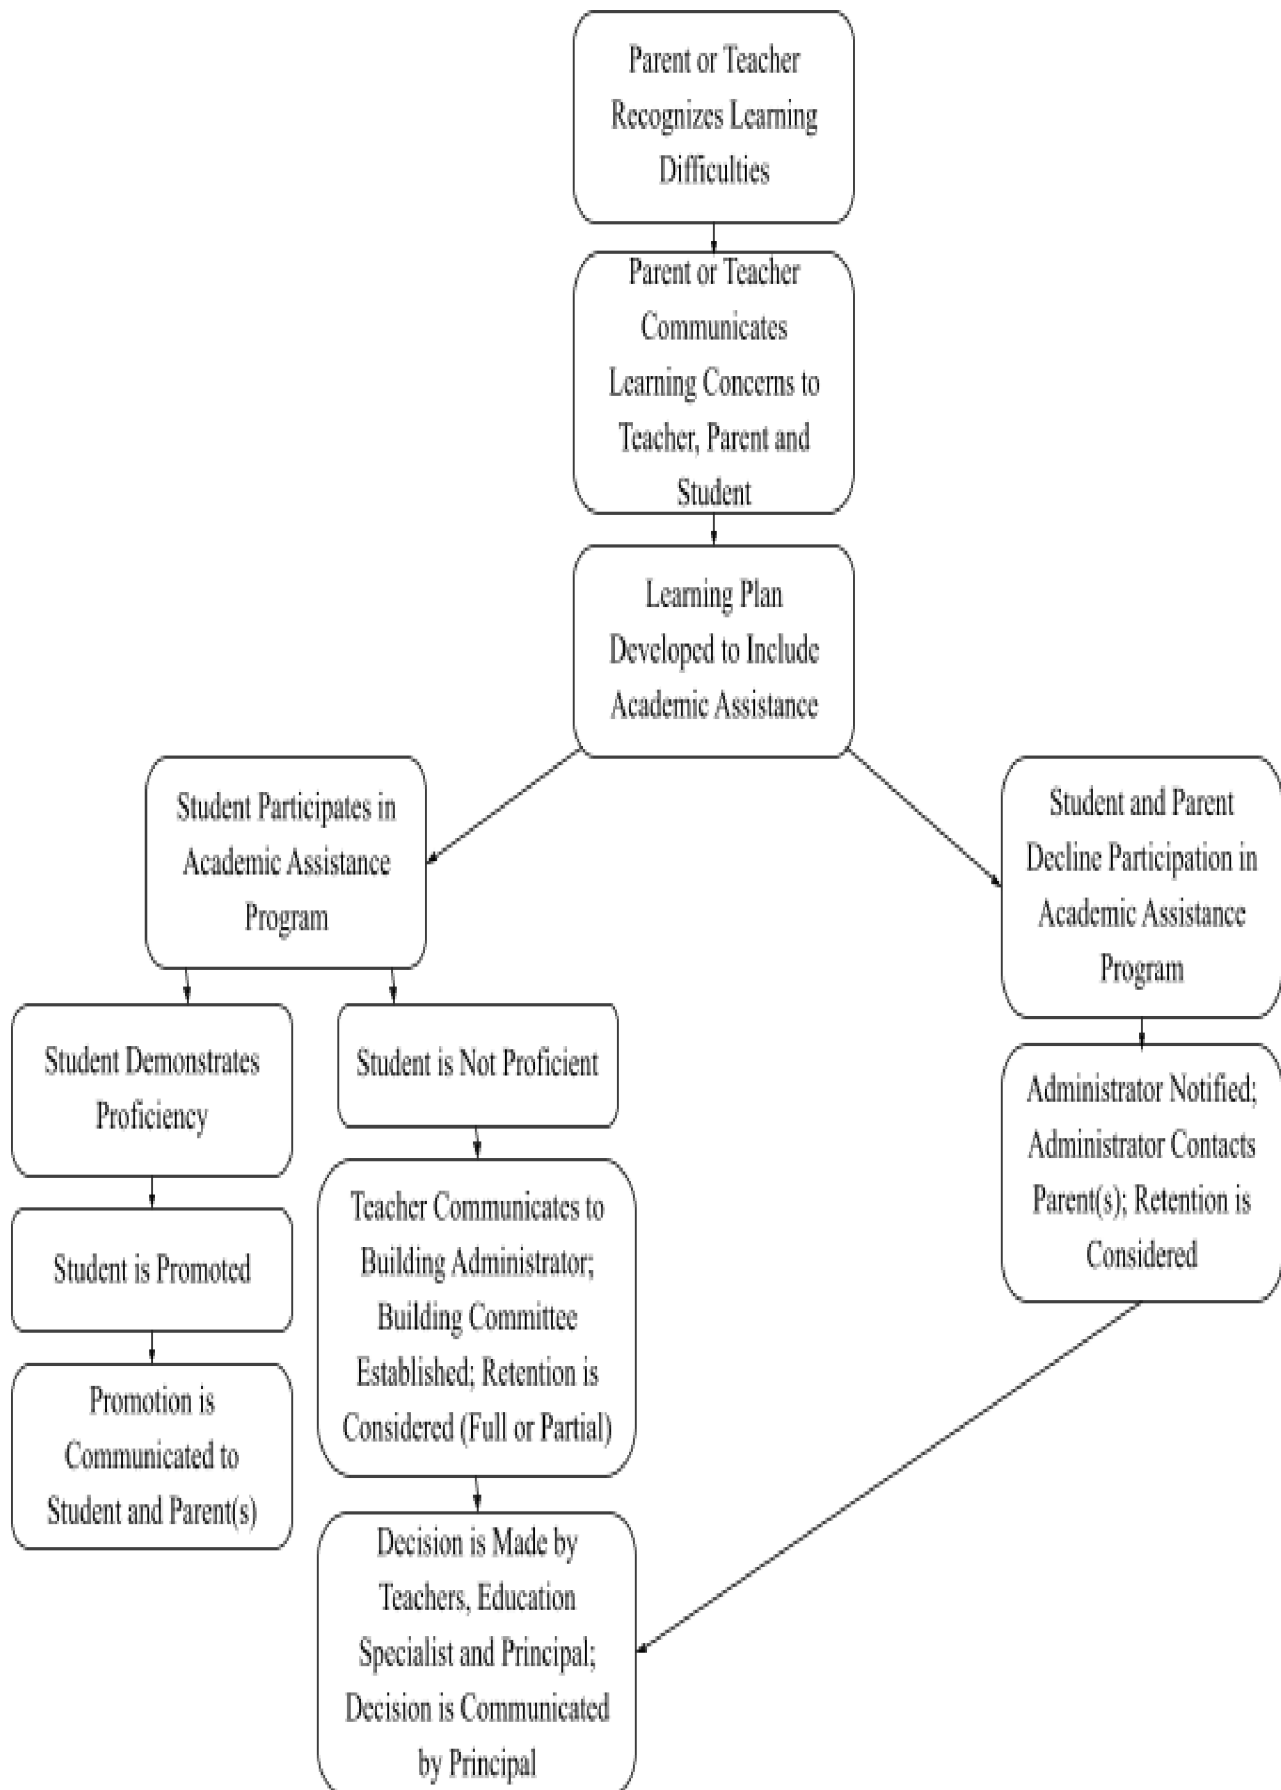 Parent or Teacher
Recognizes Learning
Difficulties
Parent or Teacher
Communicates
Learning Concerns to
Teacher, Parent and
Student
Learning Plan
Developed to Include
Academic Assistance
Student Participates in
Academic Assistance
Program
Student and Parent
Decline Participation in
Academic Assistance
Program
Student Demonstrates
Proficiency
Student is Not Proficient
Administrator Notified;
Administrator Contacts
Parent(s); Retention is
Considered
Student is Promoted
Teacher Communicates to
Building Administrator;
Building Committee
Established; Retention is
Considered (Full or Partial)
Promotion is
Communicated to
Student and Parent(s)
Decision is Made by
Teachers, Education
Specialist and Principal;
Decision is Communicated
by Principal